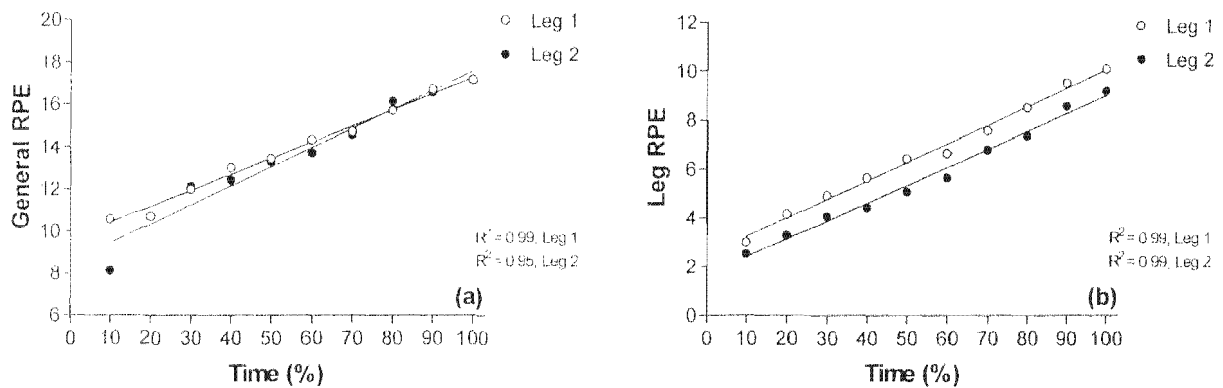 General RPE
20
18
16
14
12
10
8
6
Leg 1
Leg 2
R² = 0.99, Leg 1
R² = 0.95, Leg 2
(a)
0 10 20 30 40 50 60 70 80 90 100
Time (%)
Leg RPE
12
10
8
6
4
2
0
Leg 1
Leg 2
R² = 0.99, Leg 1
R² = 0.99, Leg 2
(b)
0 10 20 30 40 50 60 70 80 90 100
Time (%)